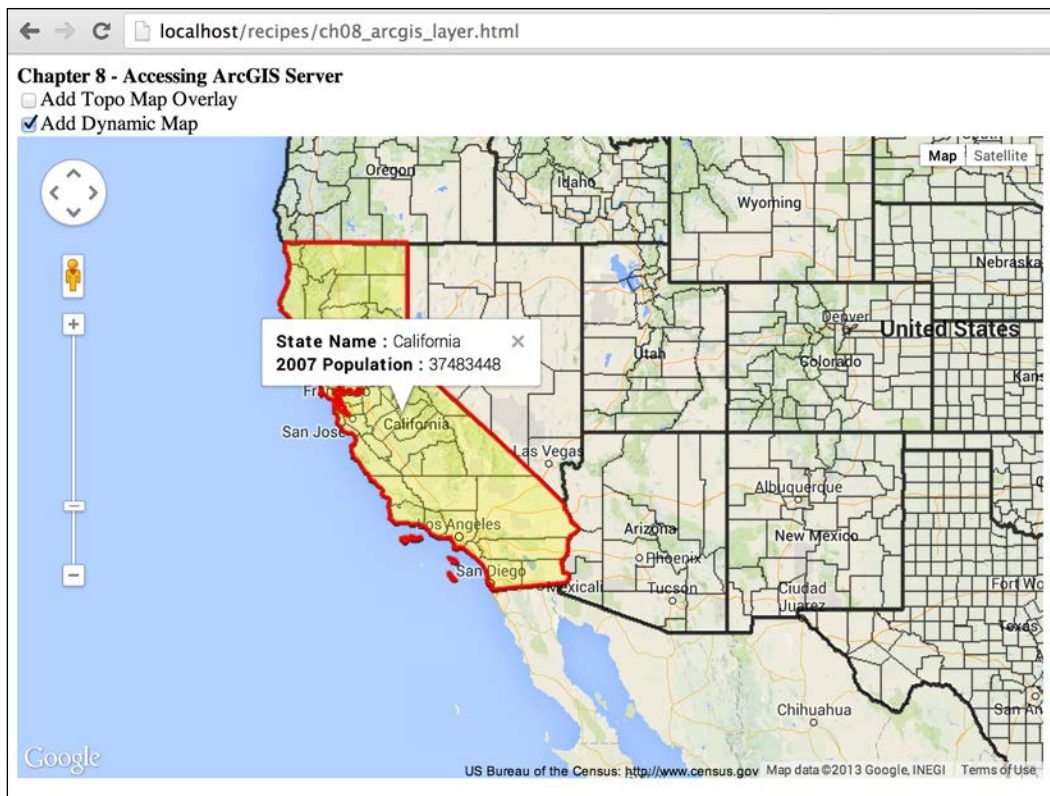 localhost/recipes/ch08_arcgis_layer.html
Chapter 8 - Accessing ArcGIS Server
Add Topo Map Overlay
Add Dynamic Map
Map
Satellite
Oregon
Idaho
Wyoming
Nebraska
Denver
United States
Utah
Colorado
Kans
State Name : California
2007 Population : 37483448
Fr
San Jose
California
Las Vegas
Albuquerque
Los Angeles
Arizona
New Mexico
Phoenix
San Diego
Mexicali
Tucson
Ciudad
Juarez
Fort Wo
Texas
San An
Chihuahua
Google
US Bureau of the Census: http://www.census.gov
Map data ©2013 Google, INEGI
Terms of Use